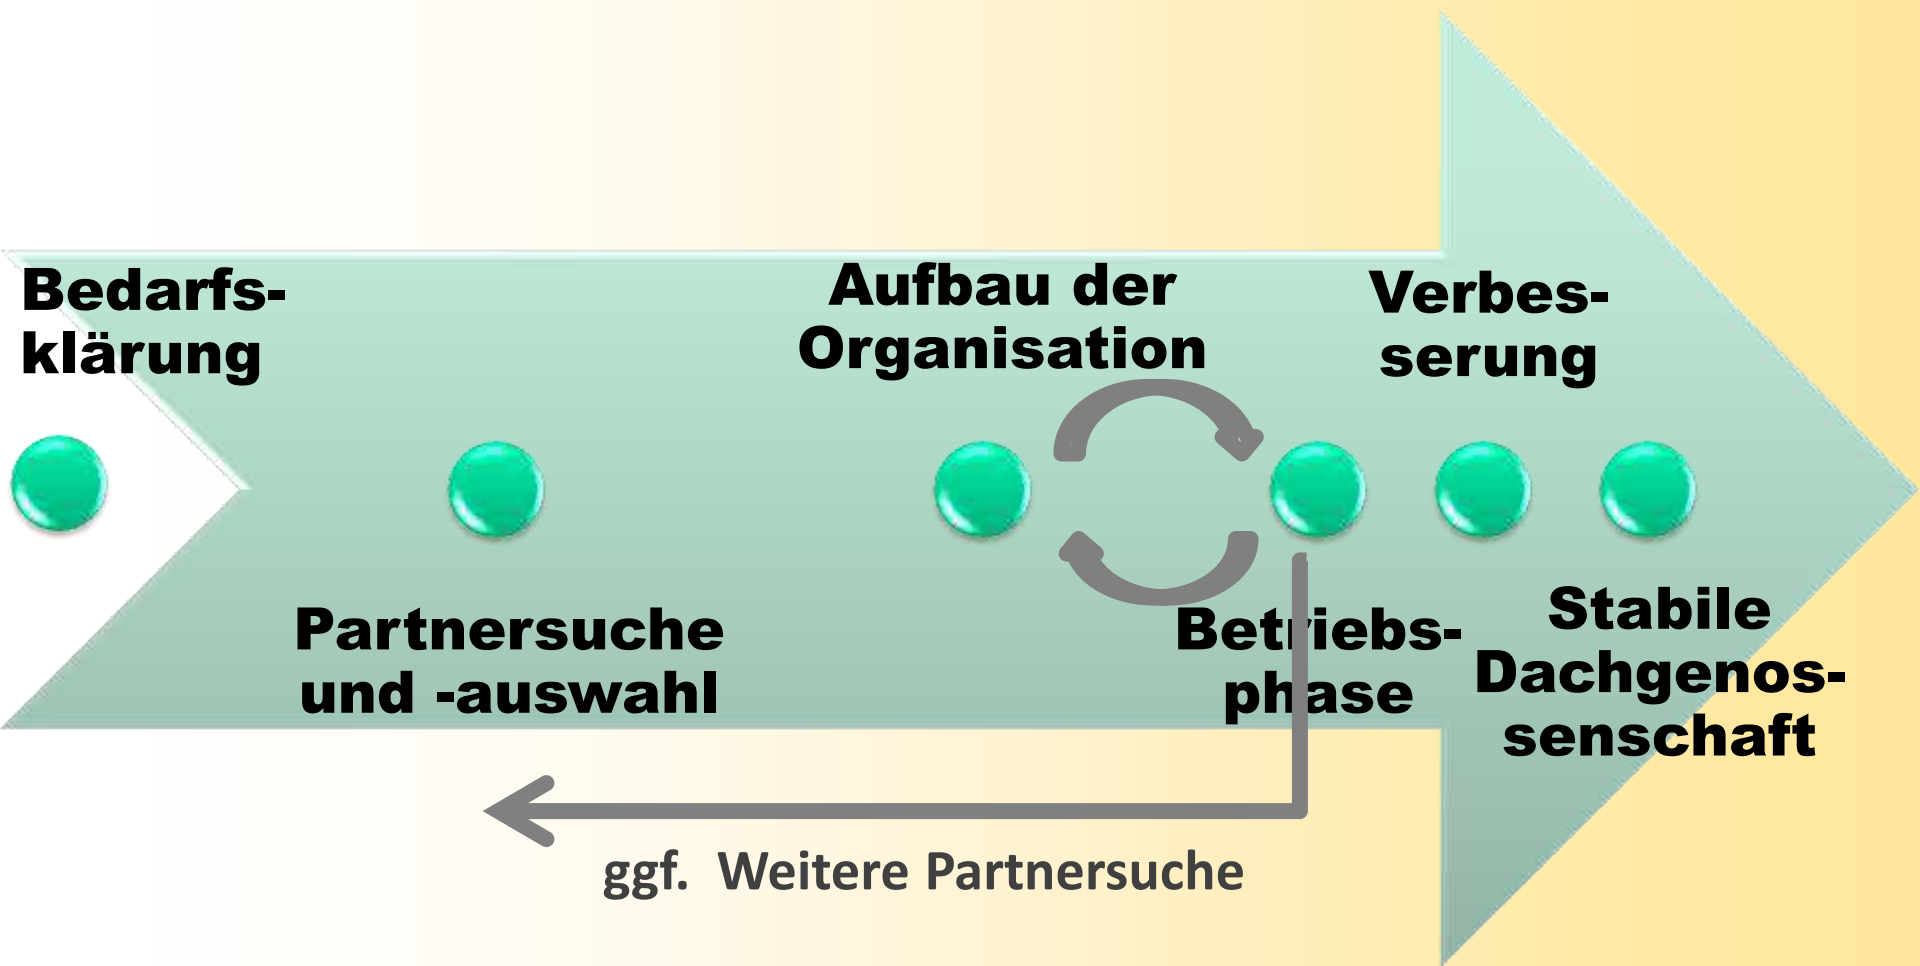 Bedarfs-
klärung
Partnersuche
und -auswahl
Aufbau der
Organisation
Betriebs-
phase
Verbes-
serung
Stabile
Dachgenos-
senschaft
ggf. Weitere Partnersuche